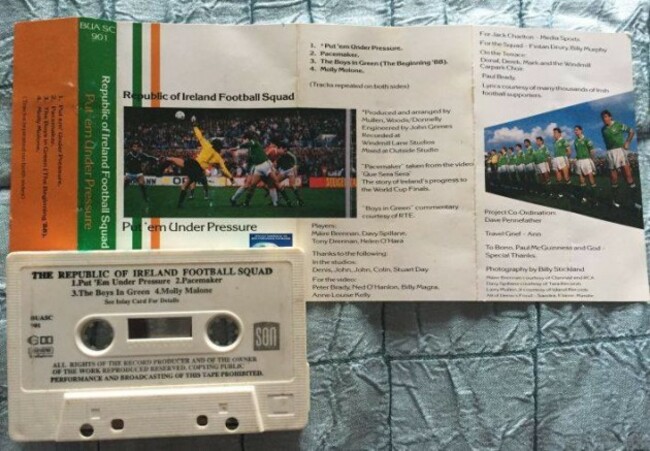 BUA SC
901
Republic of Ireland Football Squad
Put 'em Under Pressure
1. Put 'em Under Pressure.
2. Pacemaker.
3. The Boys in Green (The Beginning '88).
4. Molly Malone.
(Tracks repeated on both sides)
Republic of Ireland Football Squad
Put 'em Under Pressure
1. 'Put 'em Under Pressure.
2. Pacemaker.
3. The Boys in Green (The Beginning '88).
4. Molly Malone.
(Tracks repeated on both sides)
"Produced and arranged by
Mullen, Woods/Donnelly
Engineered by John Grimes
Recorded at
Windmill Lane Studios
Mixed at Outside Studio
"Pacemaker" taken from the video
'Que Sera Sera'
The story of Ireland's progress to
the World Cup Finals.
"Boys in Green" commentary
courtesy of RTE.
Players:
Máire Brennan, Davy Spillane,
Tony Drennan, Helen O'Hara
Thanks to the following:
In the studios.
Denis, John, John, Colin, Stuart Day
For the video:
Peter Brady, Ned O'Hanlon, Billy Magra,
Anne-Louise Kelly
For Jack Charlton - Media Sports.
For the Squad - Fintan Drury, Billy Murphy
On the Terrace:
Donal, Derek, Mark and the Windmill
Carpark Choir
Paul Brady.
Lyrics courtesy of many thousands of Irish
football supporters.
Project Co-Ordination:
Dave Pennefather
Travel Grief - Ann
To Bono, Paul McGuinness and God -
Special Thanks.
Photography by Billy Stickland
THE REPUBLIC OF IRELAND FOOTBALL SQUAD
1.Put 'Em Under Pressure 2.Pacemaker
3.The Boys In Green 4.Molly Malone
See Inlay Card For Details
BUASC
901
son
ALL RIGHTS OF THE RECORD PRODUCER AND OF THE OWNER
OF THE WORK REPRODUCED RESERVED. COPYING PUBLIC
PERFORMANCE AND BROADCASTING OF THIS TAPE PROHIBITED.